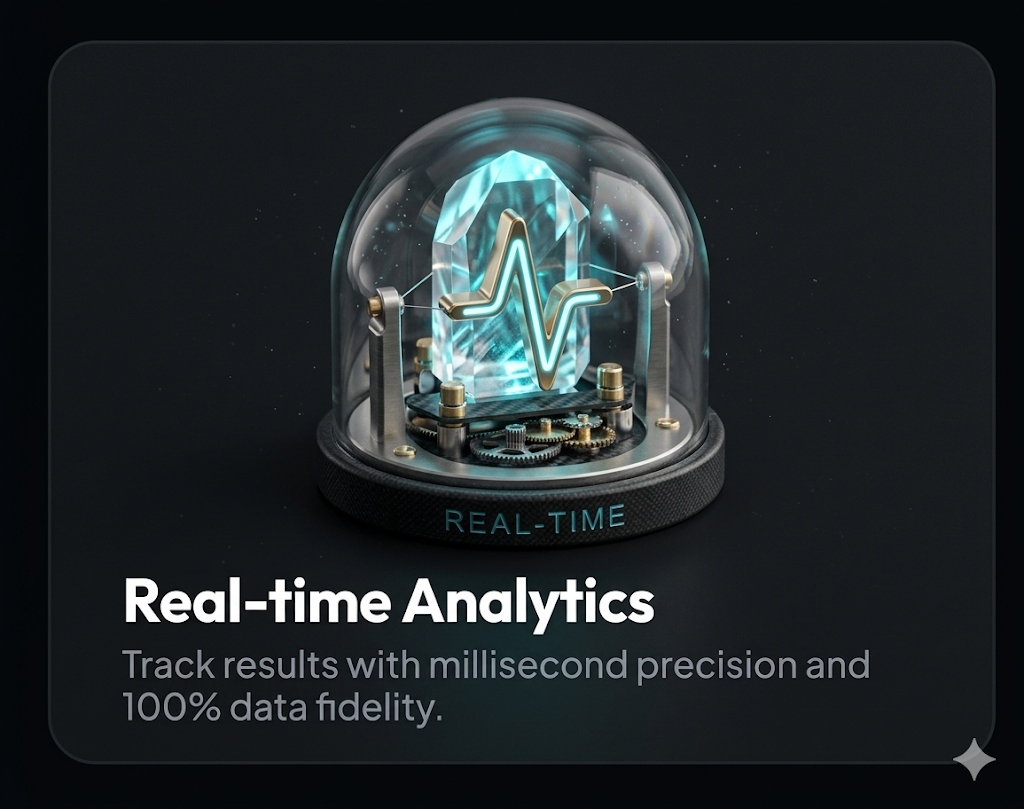 REAL-TIME
Real-time Analytics
Track results with millisecond precision and
100% data fidelity.